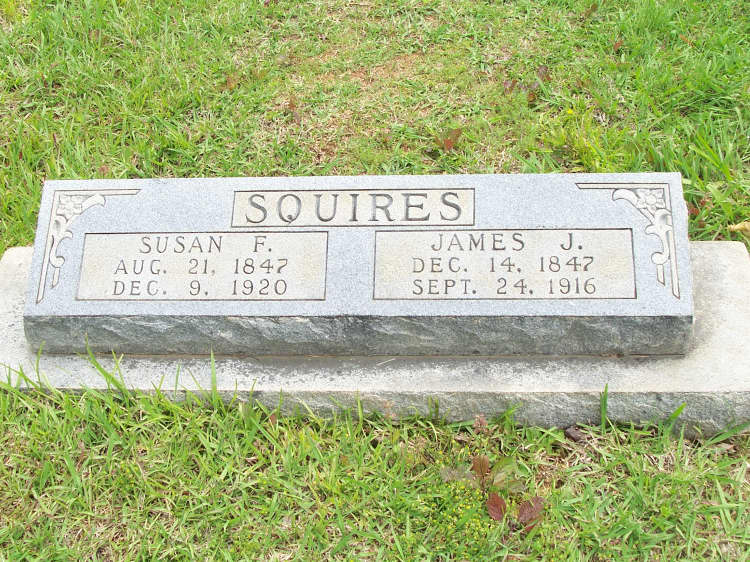 SQUIRES
SUSAN F.
AUG. 21, 1847
DEC. 9, 1920
JAMES J.
DEC. 14, 1847
SEPT. 24, 1916